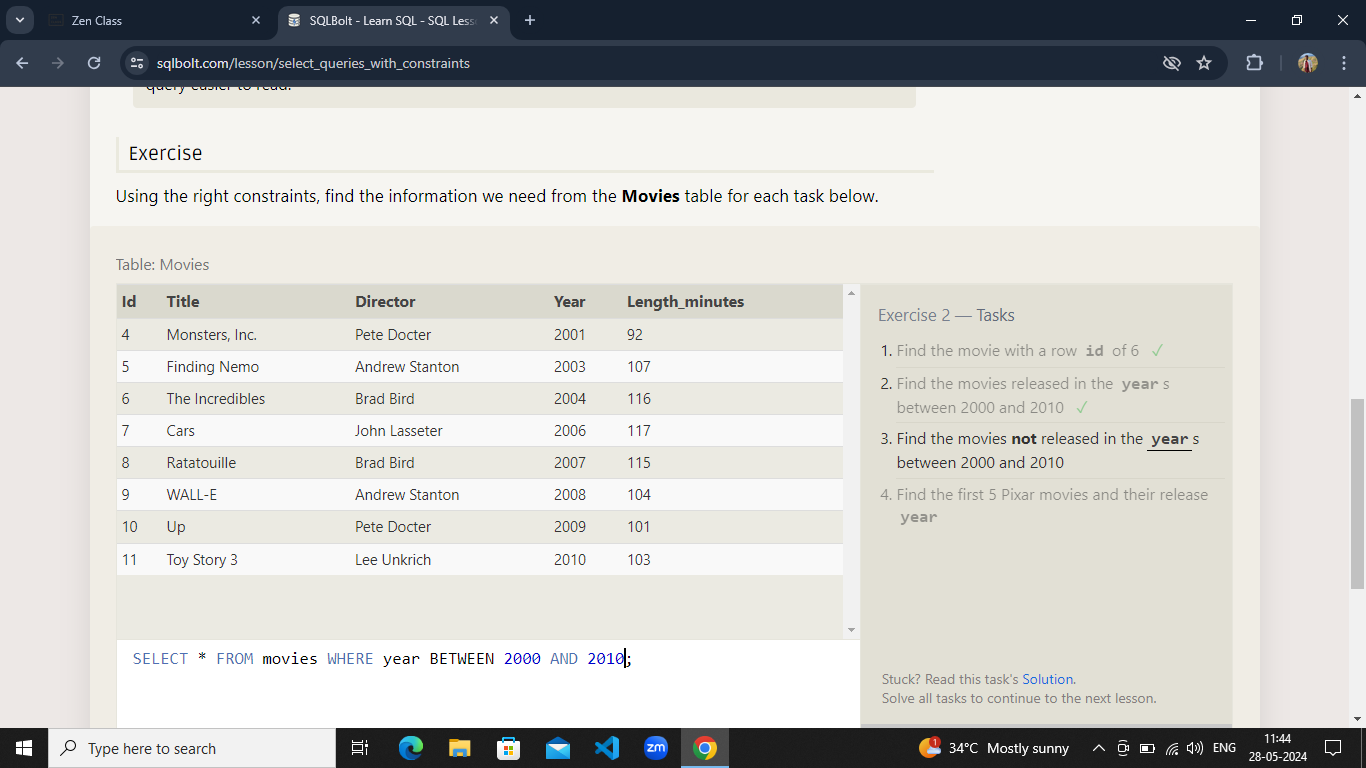 Zen Class
SQLBolt - Learn SQL - SQL Less
sqlbolt.com/lesson/select_queries_with_constraints
query easier to read.
Exercise
Using the right constraints, find the information we need from the Movies table for each task below.
Table: Movies
Id Title Director Year Length_minutes
4 Monsters, Inc. Pete Docter 2001 92
5 Finding Nemo Andrew Stanton 2003 107
6 The Incredibles Brad Bird 2004 116
7 Cars John Lasseter 2006 117
8 Ratatouille Brad Bird 2007 115
9 WALL-E Andrew Stanton 2008 104
10 Up Pete Docter 2009 101
11 Toy Story 3 Lee Unkrich 2010 103
SELECT * FROM movies WHERE year BETWEEN 2000 AND 2010;
Exercise 2 — Tasks
1. Find the movie with a row id of 6 ✓
2. Find the movies released in the year s
between 2000 and 2010 ✓
3. Find the movies not released in the year s
between 2000 and 2010
4. Find the first 5 Pixar movies and their release
year
Stuck? Read this task's Solution.
Solve all tasks to continue to the next lesson.
Type here to search
zm
1
34°C Mostly sunny
ENG
11:44
28-05-2024